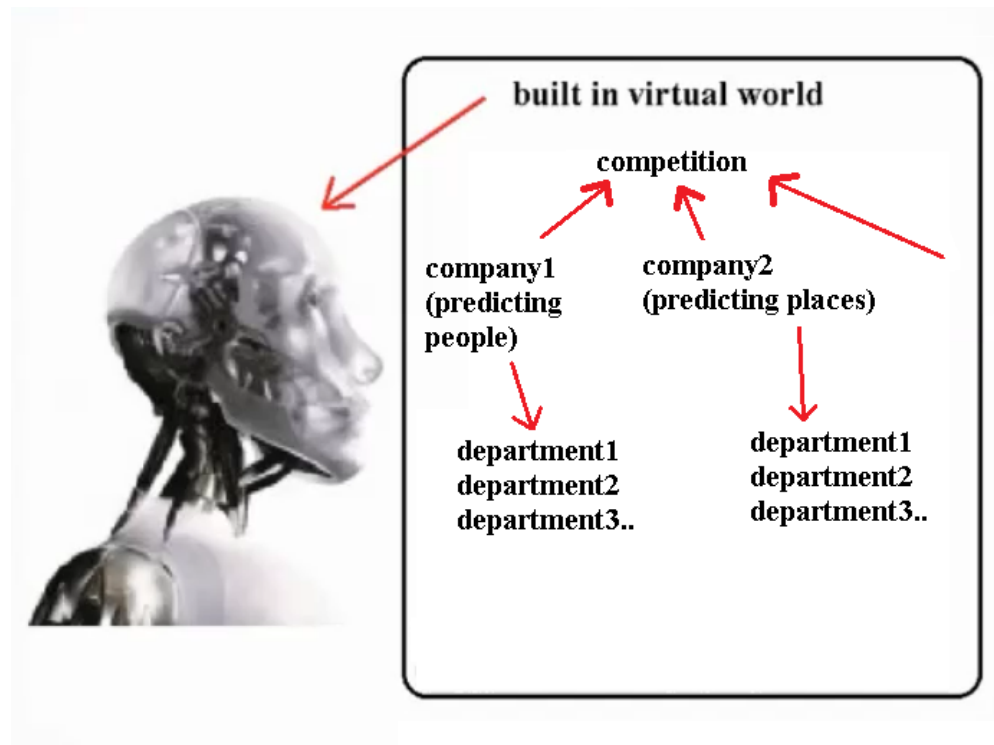 built in virtual world
competition
company1
(predicting
people)
company2
(predicting places)
department1
department2
department3..
department1
department2
department3..